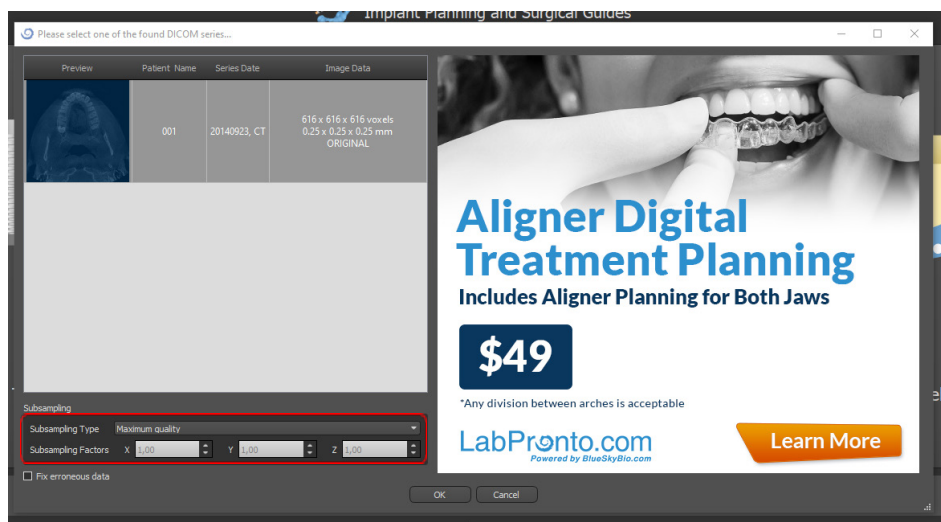 Implant Planning and Surgical Guides
Please select one of the found DICOM series...
Preview Patient Name Series Date Image Data
001 20140923, CT 616 x 616 x 616 voxels
0.25 x 0.25 x 0.25 mm
ORIGINAL
Subsampling
Subsampling Type Maximum quality
Subsampling Factors X 1,00 Y 1,00 Z 1,00
Fix erroneous data
Aligner Digital
Treatment Planning
Includes Aligner Planning for Both Jaws
$49
*Any division between arches is acceptable
LabPronto.com
Powered by BlueSkyBio.com
Learn More
OK Cancel